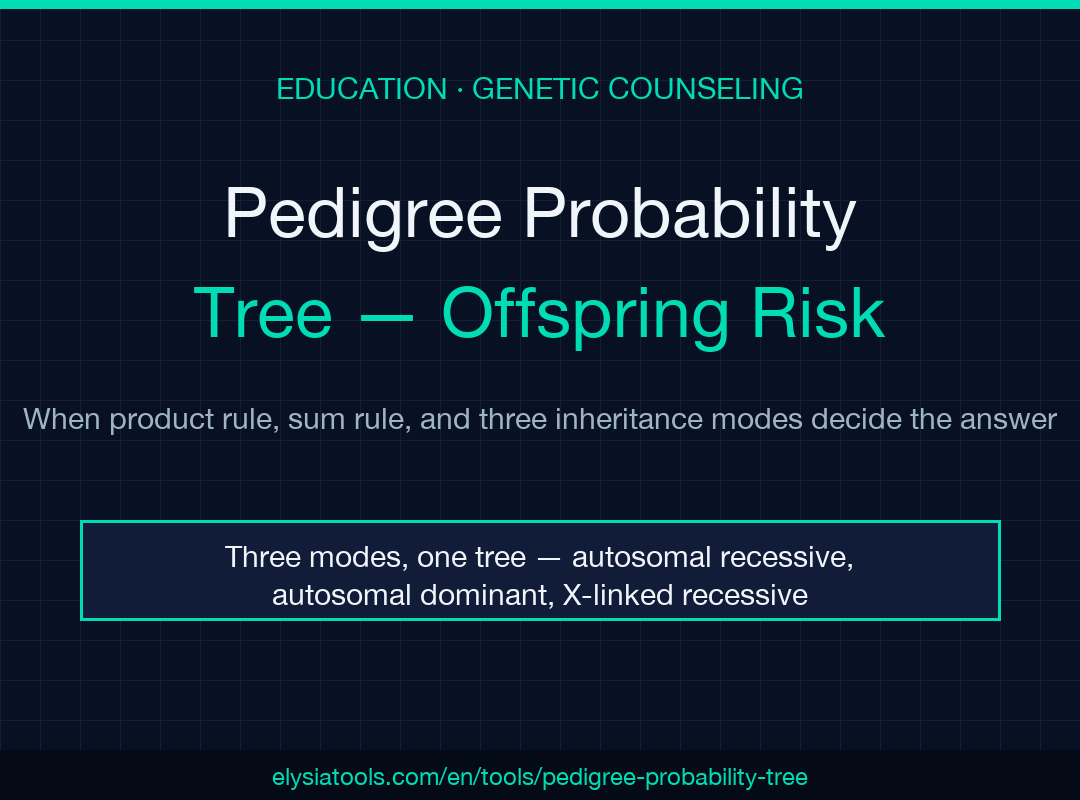 EDUCATION · GENETIC COUNSELING
Pedigree Probability
Tree — Offspring Risk
When product rule, sum rule, and three inheritance modes decide the answer
Three modes, one tree — autosomal recessive,
autosomal dominant, X-linked recessive
elysiatools.com/en/tools/pedigree-probability-tree